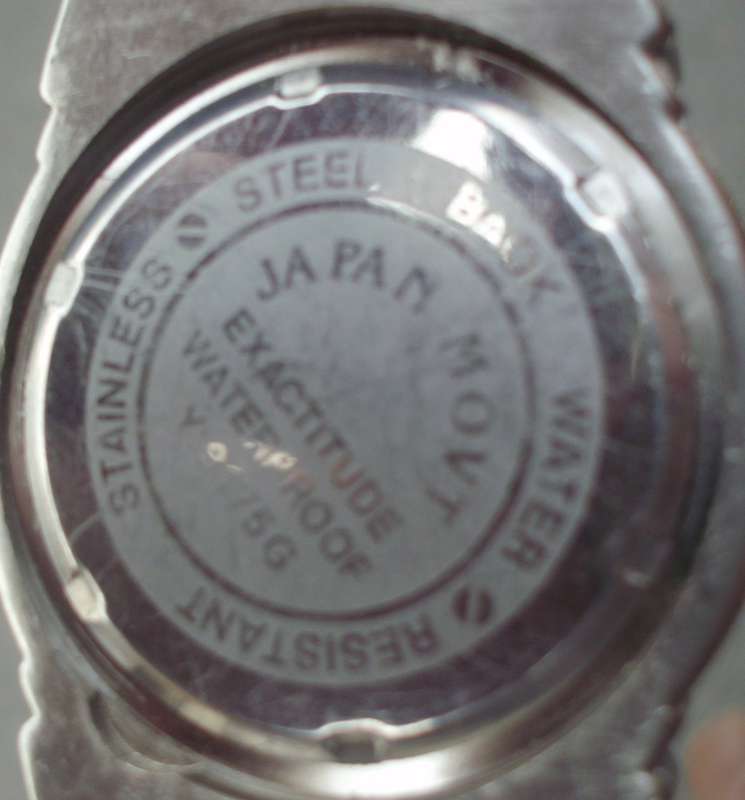 STAINLESS STEEL BACK WATER RESISTANT
JAPAN MOVT
EXACTITUDE
WATERPROOF